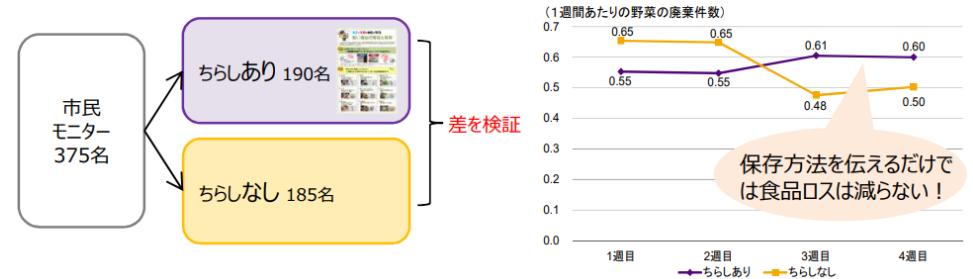 市民
モニター
375名
ちらしあり 190名
ちらしなし 185名
差を検証
(1週間あたりの野菜の廃棄件数)
0.7
0.6
0.5
0.4
0.3
0.2
0.1
0.0
0.65
0.65
0.61
0.60
0.55
0.55
0.48
0.50
保存方法を伝えるだけで
は食品ロスは減らない！
1週目
2週目
3週目
4週目
ちらしあり
ちらしなし